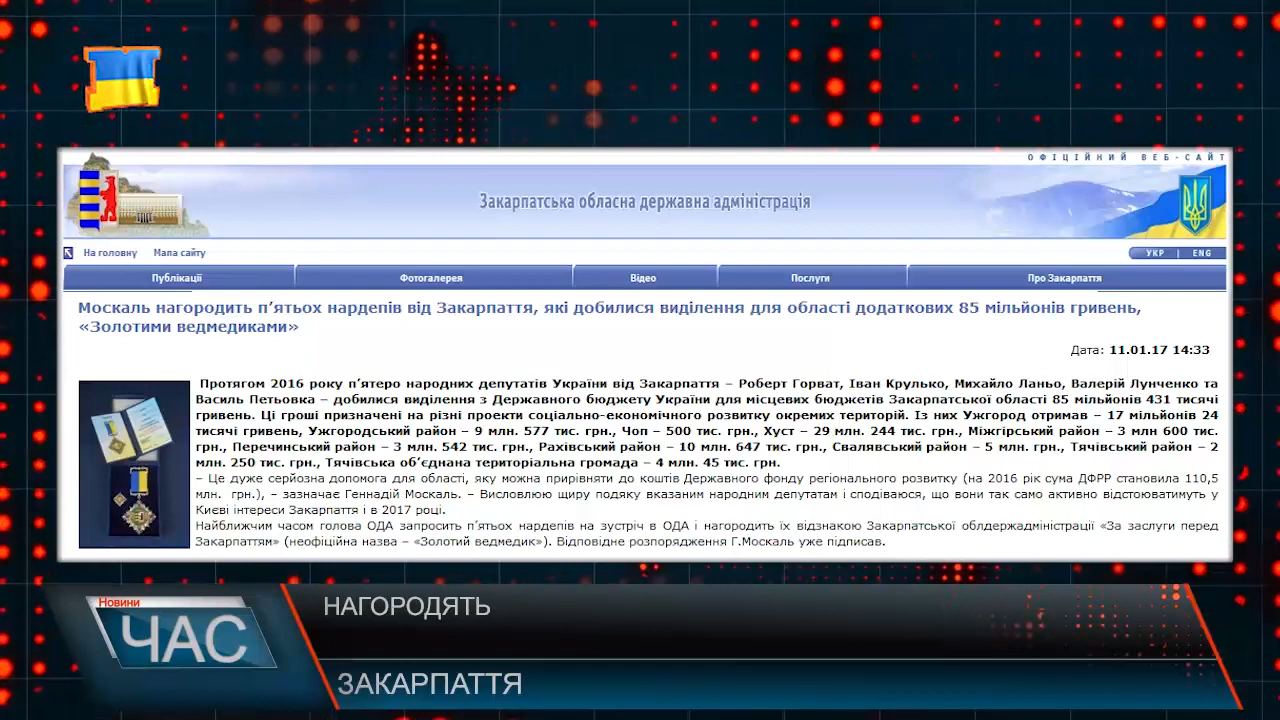 ОФІЦІЙНИЙ ВЕБ-САЙТ
Закарпатська обласна державна адміністрація
На головну Мапа сайту УКР | ENG
Публікації Фотогалерея Відео Послуги Про Закарпаття
Москаль нагородить п’ятьох нардепів від Закарпаття, які добилися виділення для області додаткових 85 мільйонів гривень,
«Золотими ведмедиками»
Дата: 11.01.17 14:33
Протягом 2016 року п’ятеро народних депутатів України від Закарпаття – Роберт Горват, Іван Крулько, Михайло Ланьо, Валерій Лунченко та
Василь Петьовка – добилися виділення з Державного бюджету України для місцевих бюджетів Закарпатської області 85 мільйонів 431 тисячі
гривень. Ці гроші призначені на різні проекти соціально-економічного розвитку окремих територій. Із них Ужгород отримав – 17 мільйонів 24
тисячі гривень, Ужгородський район – 9 млн. 577 тис. грн., Чоп – 500 тис. грн., Хуст – 29 млн. 244 тис. грн., Міжгірський район – 3 млн 600 тис.
грн., Перечинський район – 3 млн. 542 тис. грн., Рахівський район – 10 млн. 647 тис. грн., Свалявський район – 5 млн. грн., Тячівський район – 2
млн. 250 тис. грн., Тячівська об’єднана територіальна громада – 4 млн. 45 тис. грн.
– Це дуже серйозна допомога для області, яку можна прирівняти до коштів Державного фонду регіонального розвитку (на 2016 рік сума ДФРР становила 110,5
млн. грн.), – зазначає Геннадій Москаль. – Висловлюю щиру подяку вказаним народним депутатам і сподіваюся, що вони так само активно відстоюватимуть у
Києві інтереси Закарпаття і в 2017 році.
Найближчим часом голова ОДА запросить п’ятьох нардепів на зустріч в ОДА і нагородить їх відзнакою Закарпатської облдержадміністрації «За заслуги перед
Закарпаттям» (неофіційна назва – «Золотий ведмедик»). Відповідне розпорядження Г.Москаль уже підписав.
Новини
ЧАС
НАГОРОДЯТЬ
ЗАКАРПАТТЯ